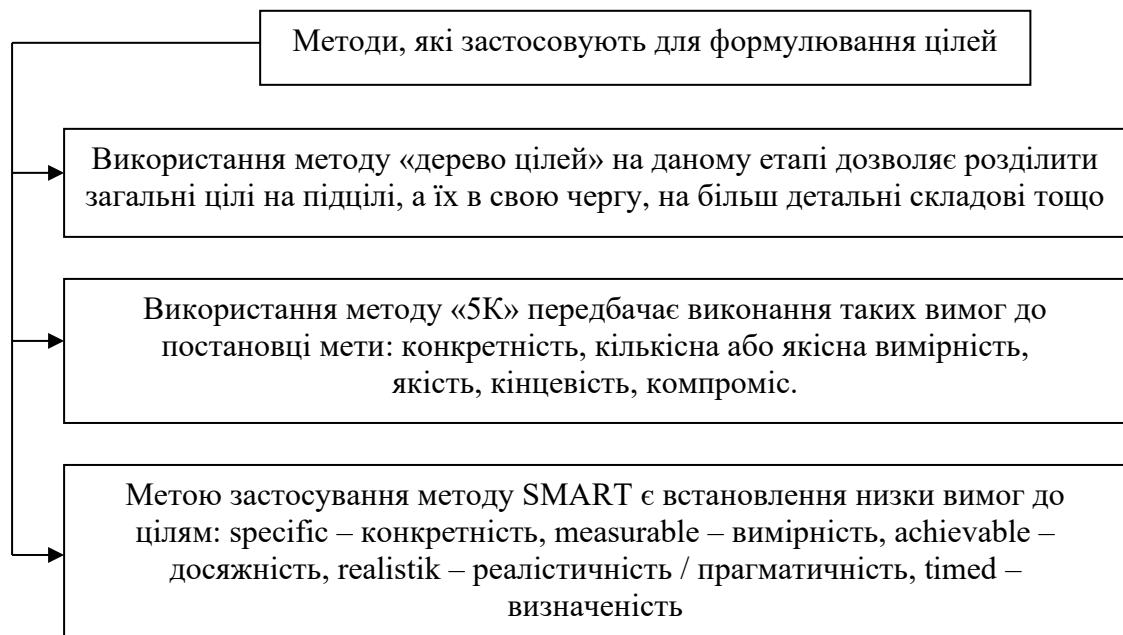 Методи, які застосовують для формулювання цілей
Використання методу «дерево цілей» на даному етапі дозволяє розділити
загальні цілі на підцілі, а їх в свою чергу, на більш детальні складові тощо
Використання методу «5К» передбачає виконання таких вимог до
постановці мети: конкретність, кількісна або якісна вимірність,
якість, кінцевість, компроміс.
Метою застосування методу SMART є встановлення низки вимог до
цілям: specific – конкретність, measurable – вимірність, achievable –
досяжність, realistik – реалістичність / прагматичність, timed –
визначеність